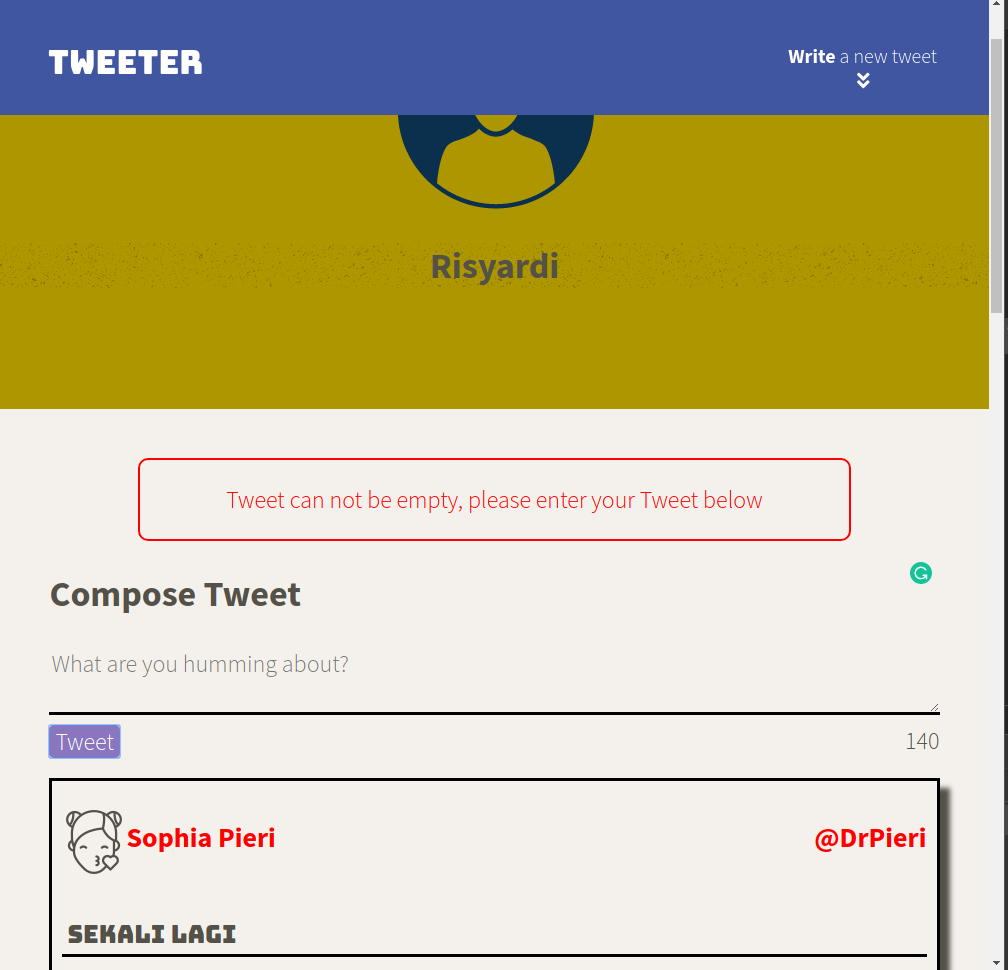 TWEETER
Write a new tweet
Risyardi
Tweet can not be empty, please enter your Tweet below
Compose Tweet
What are you humming about?
Tweet
140
Sophia Pieri
@DrPieri
SEKALI LAGI